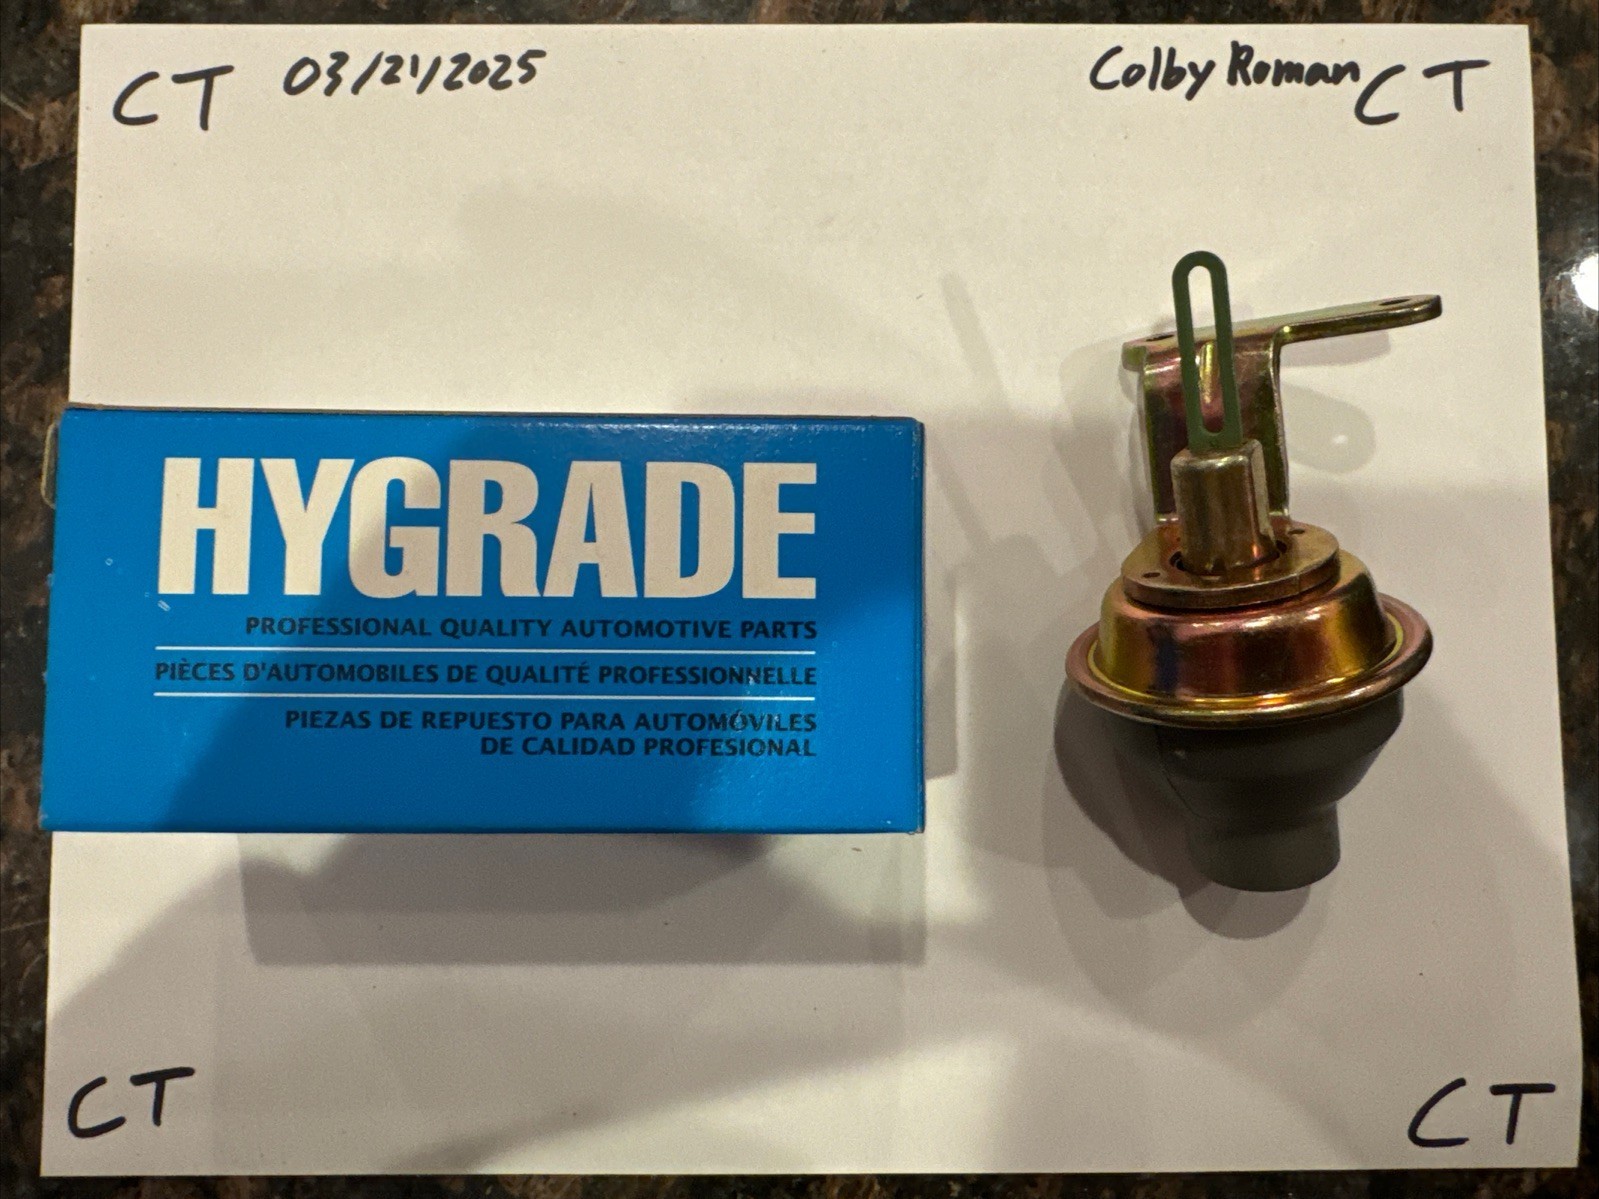 CT 03/21/2025 Colby Roman CT
HYGRADE
PROFESSIONAL QUALITY AUTOMOTIVE PARTS
PIÈCES D'AUTOMOBILES DE QUALITÉ PROFESSIONNELLE
PIEZAS DE REPUESTO PARA AUTOMÓVILES
DE CALIDAD PROFESIONAL
CT CT